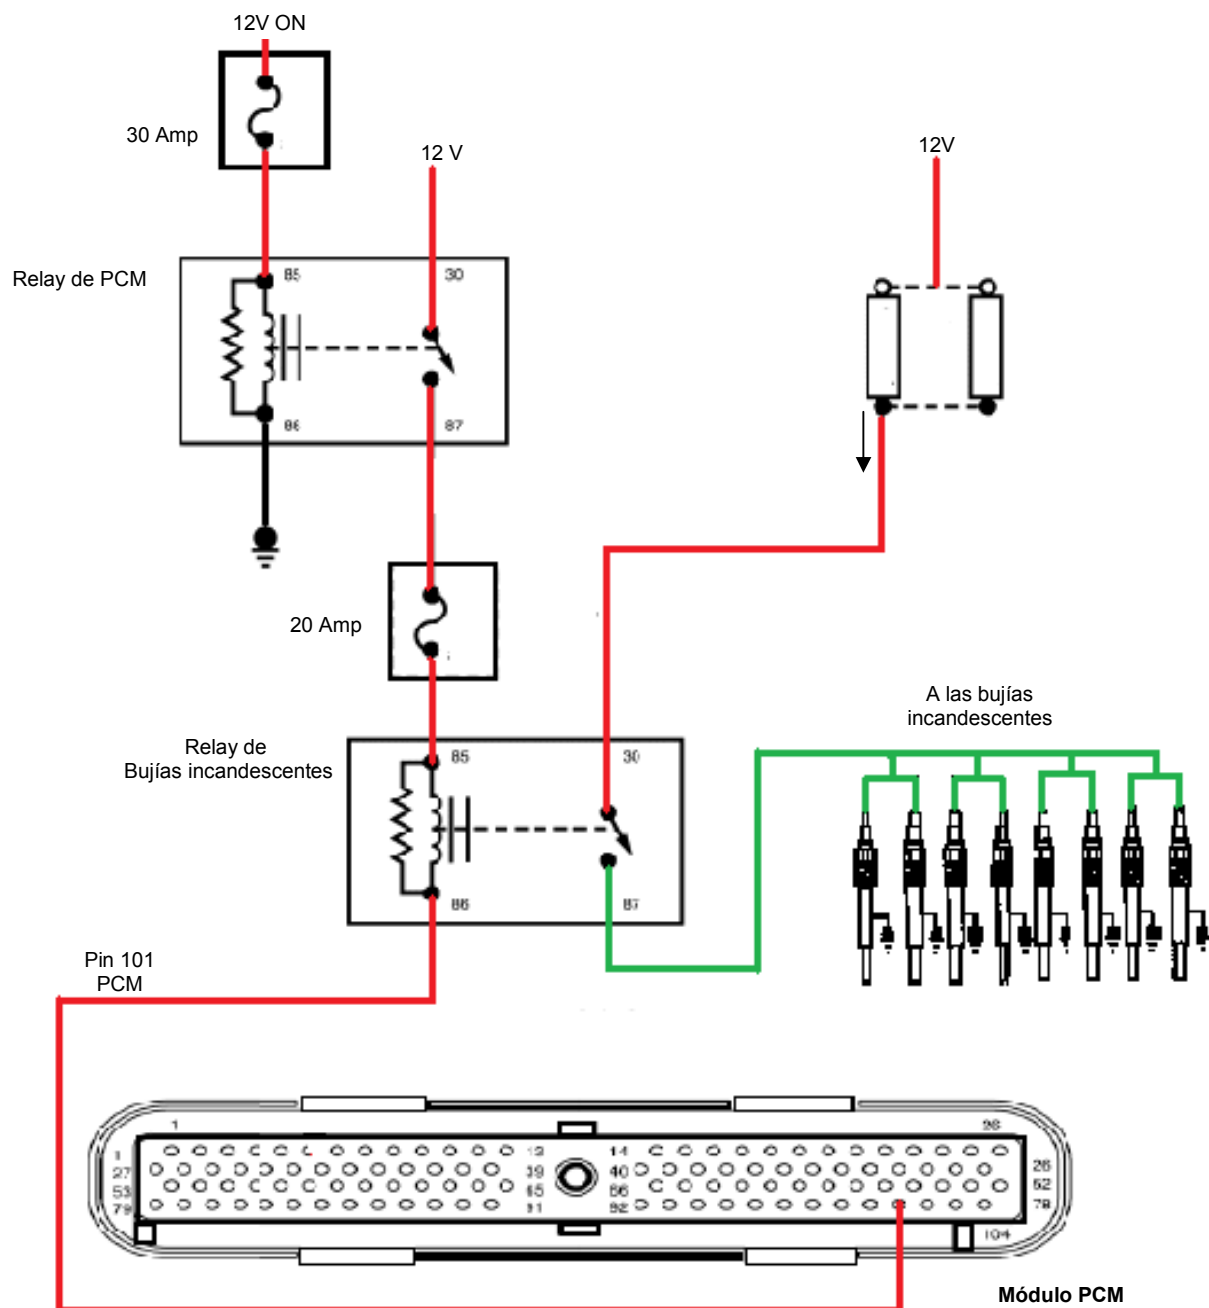 12V ON
30 Amp
12 V
12V
Relay de PCM
85
30
86
87
20 Amp
A las bujías
incandescentes
Relay de
Bujías incandescentes
85
30
86
87
Pin 101
PCM
1
26
1
13
14
26
27
39
40
52
53
65
66
78
79
91
92
104
Módulo PCM